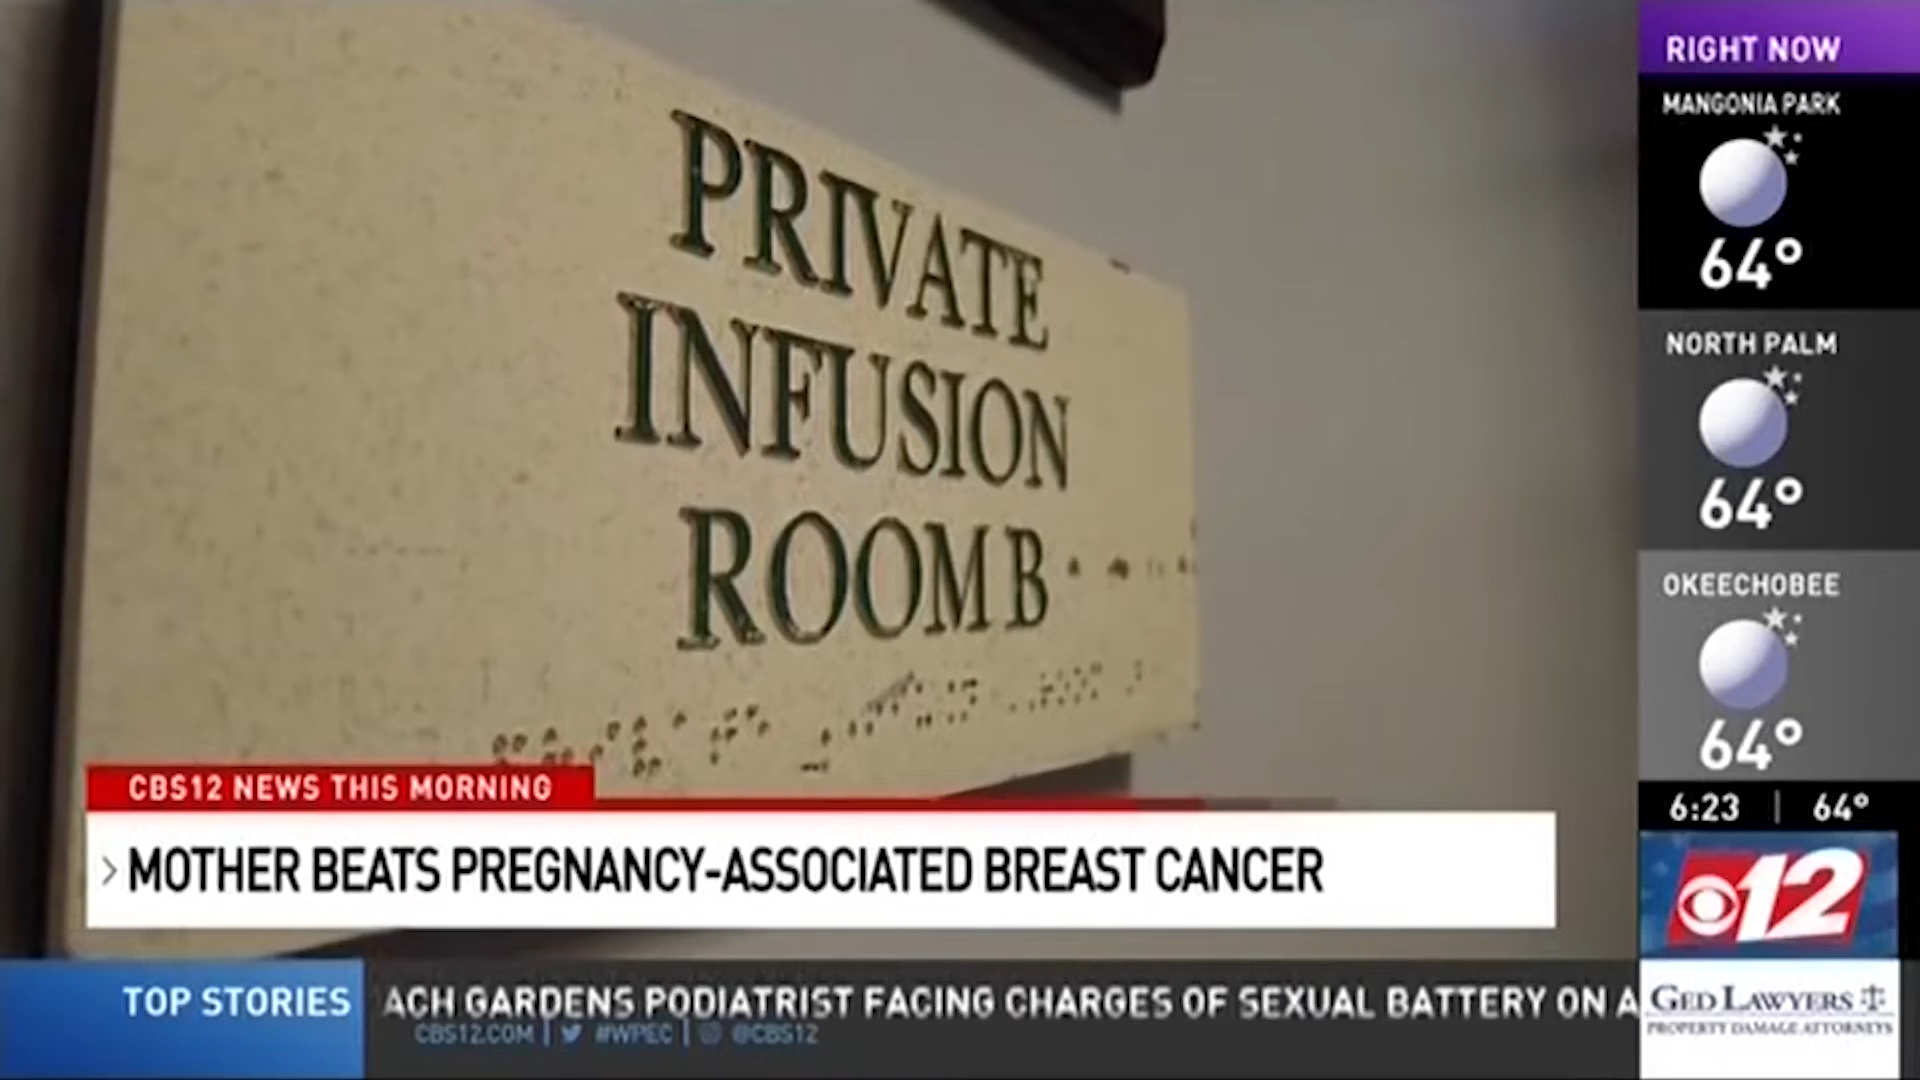 PRIVATE
INFUSION
ROOM B
CBS12 NEWS THIS MORNING
> MOTHER BEATS PREGNANCY-ASSOCIATED BREAST CANCER
TOP STORIES
ACH GARDENS PODIATRIST FACING CHARGES OF SEXUAL BATTERY ON A
CBS12.COM | #WPEC | @CBS12
RIGHT NOW
MANGONIA PARK
64°
NORTH PALM
64°
OKEECHOBEE
64°
6:23 | 64°
12
GED LAWYERS
PROPERTY DAMAGE ATTORNEYS